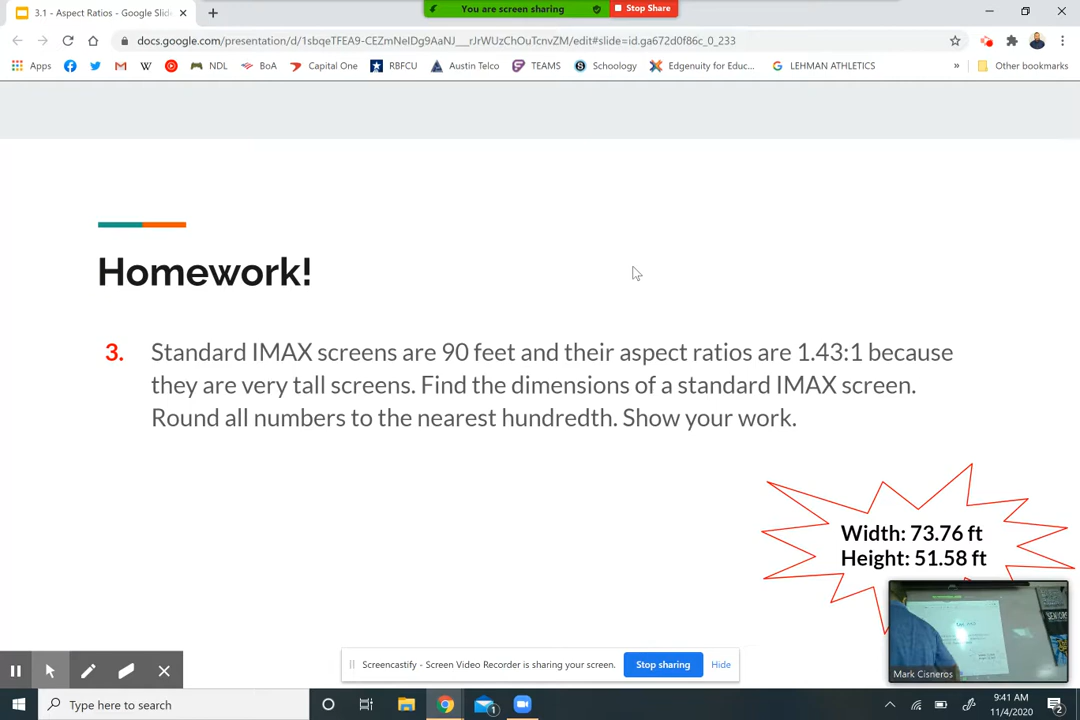 3.1 - Aspect Ratios - Google Slid
You are screen sharing
Stop Share
docs.google.com/presentation/d/1sbqeTFEA9-CEZmNeIDg9AaNJ__rJrWUzChOuTcnvZM/edit#slide=id.ga672d0f86c_0_233
Apps
NDL
BoA
Capital One
RBFCU
Austin Telco
TEAMS
Schoology
Edgenuity for Educ...
LEHMAN ATHLETICS
»
Other bookmarks
Homework!
3. Standard IMAX screens are 90 feet and their aspect ratios are 1.43:1 because
they are very tall screens. Find the dimensions of a standard IMAX screen.
Round all numbers to the nearest hundredth. Show your work.
Width: 73.76 ft
Height: 51.58 ft
Mark Cisneros
Screencastify - Screen Video Recorder is sharing your screen.
Stop sharing
Hide
Type here to search
1
9:41 AM
11/4/2020
2